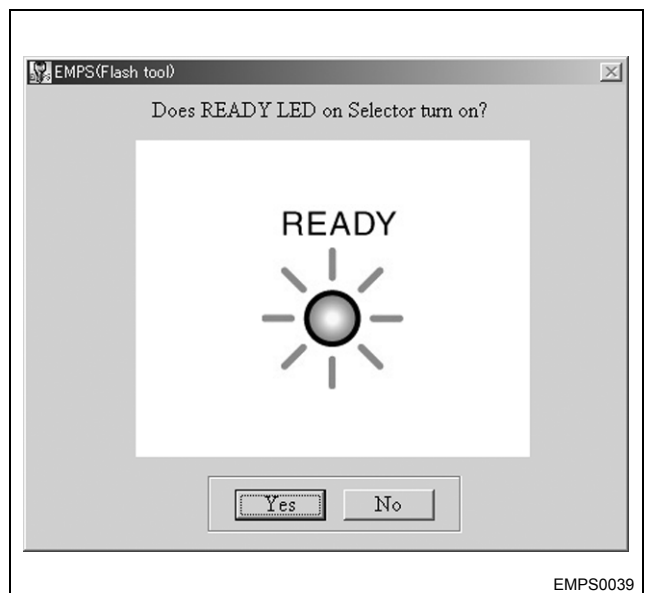 EMPS(Flash tool)
Does READY LED on Selector turn on?
READY
Yes
No
EMPS0039